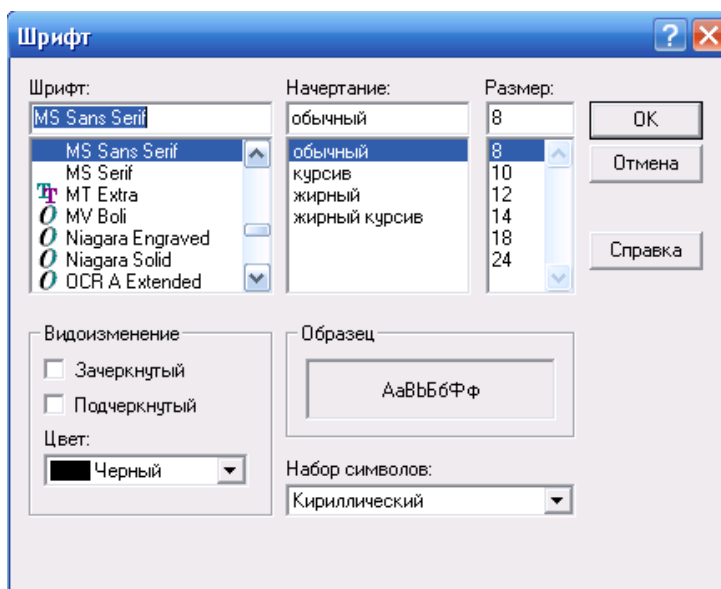 Шрифт
Шрифт:
MS Sans Serif
MS Sans Serif
MS Serif
MT Extra
MV Boli
Niagara Engraved
Niagara Solid
OCR A Extended
Начертание:
обычный
обычный
курсив
жирный
жирный курсив
Размер:
8
8
10
12
14
18
24
OK
Отмена
Справка
Видоизменение
Зачеркнутый
Подчеркнутый
Цвет:
Черный
Образец
АаBbБбФф
Набор символов:
Кириллический